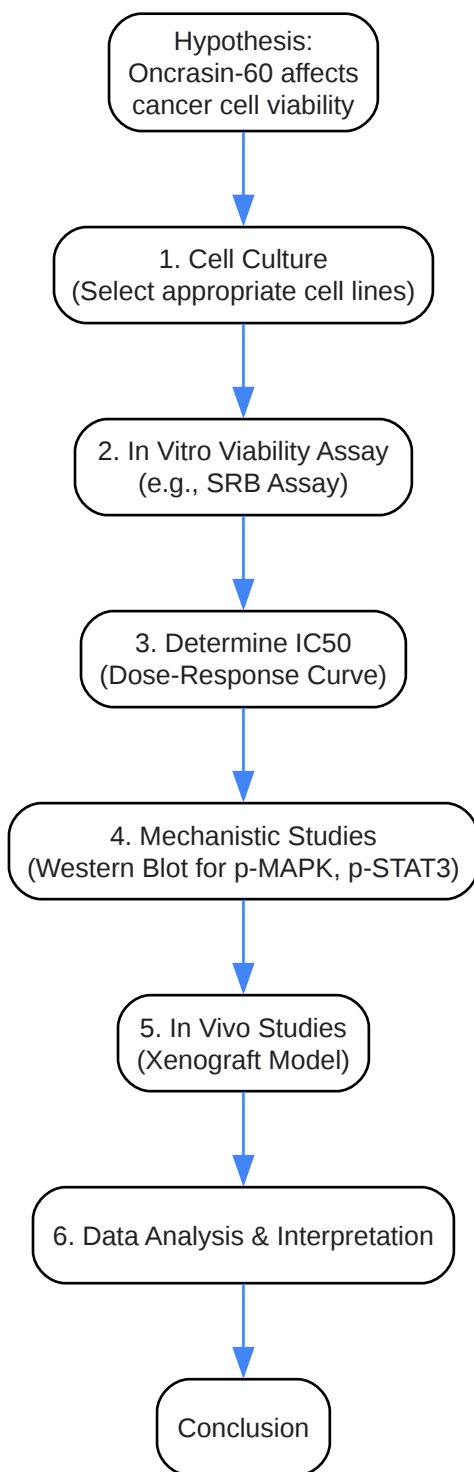 Hypothesis:
Oncrasin-60 affects
cancer cell viability
1. Cell Culture
(Select appropriate cell lines)
2. In Vitro Viability Assay
(e.g., SRB Assay)
3. Determine IC50
(Dose-Response Curve)
4. Mechanistic Studies
(Western Blot for p-MAPK, p-STAT3)
5. In Vivo Studies
(Xenograft Model)
6. Data Analysis & Interpretation
Conclusion